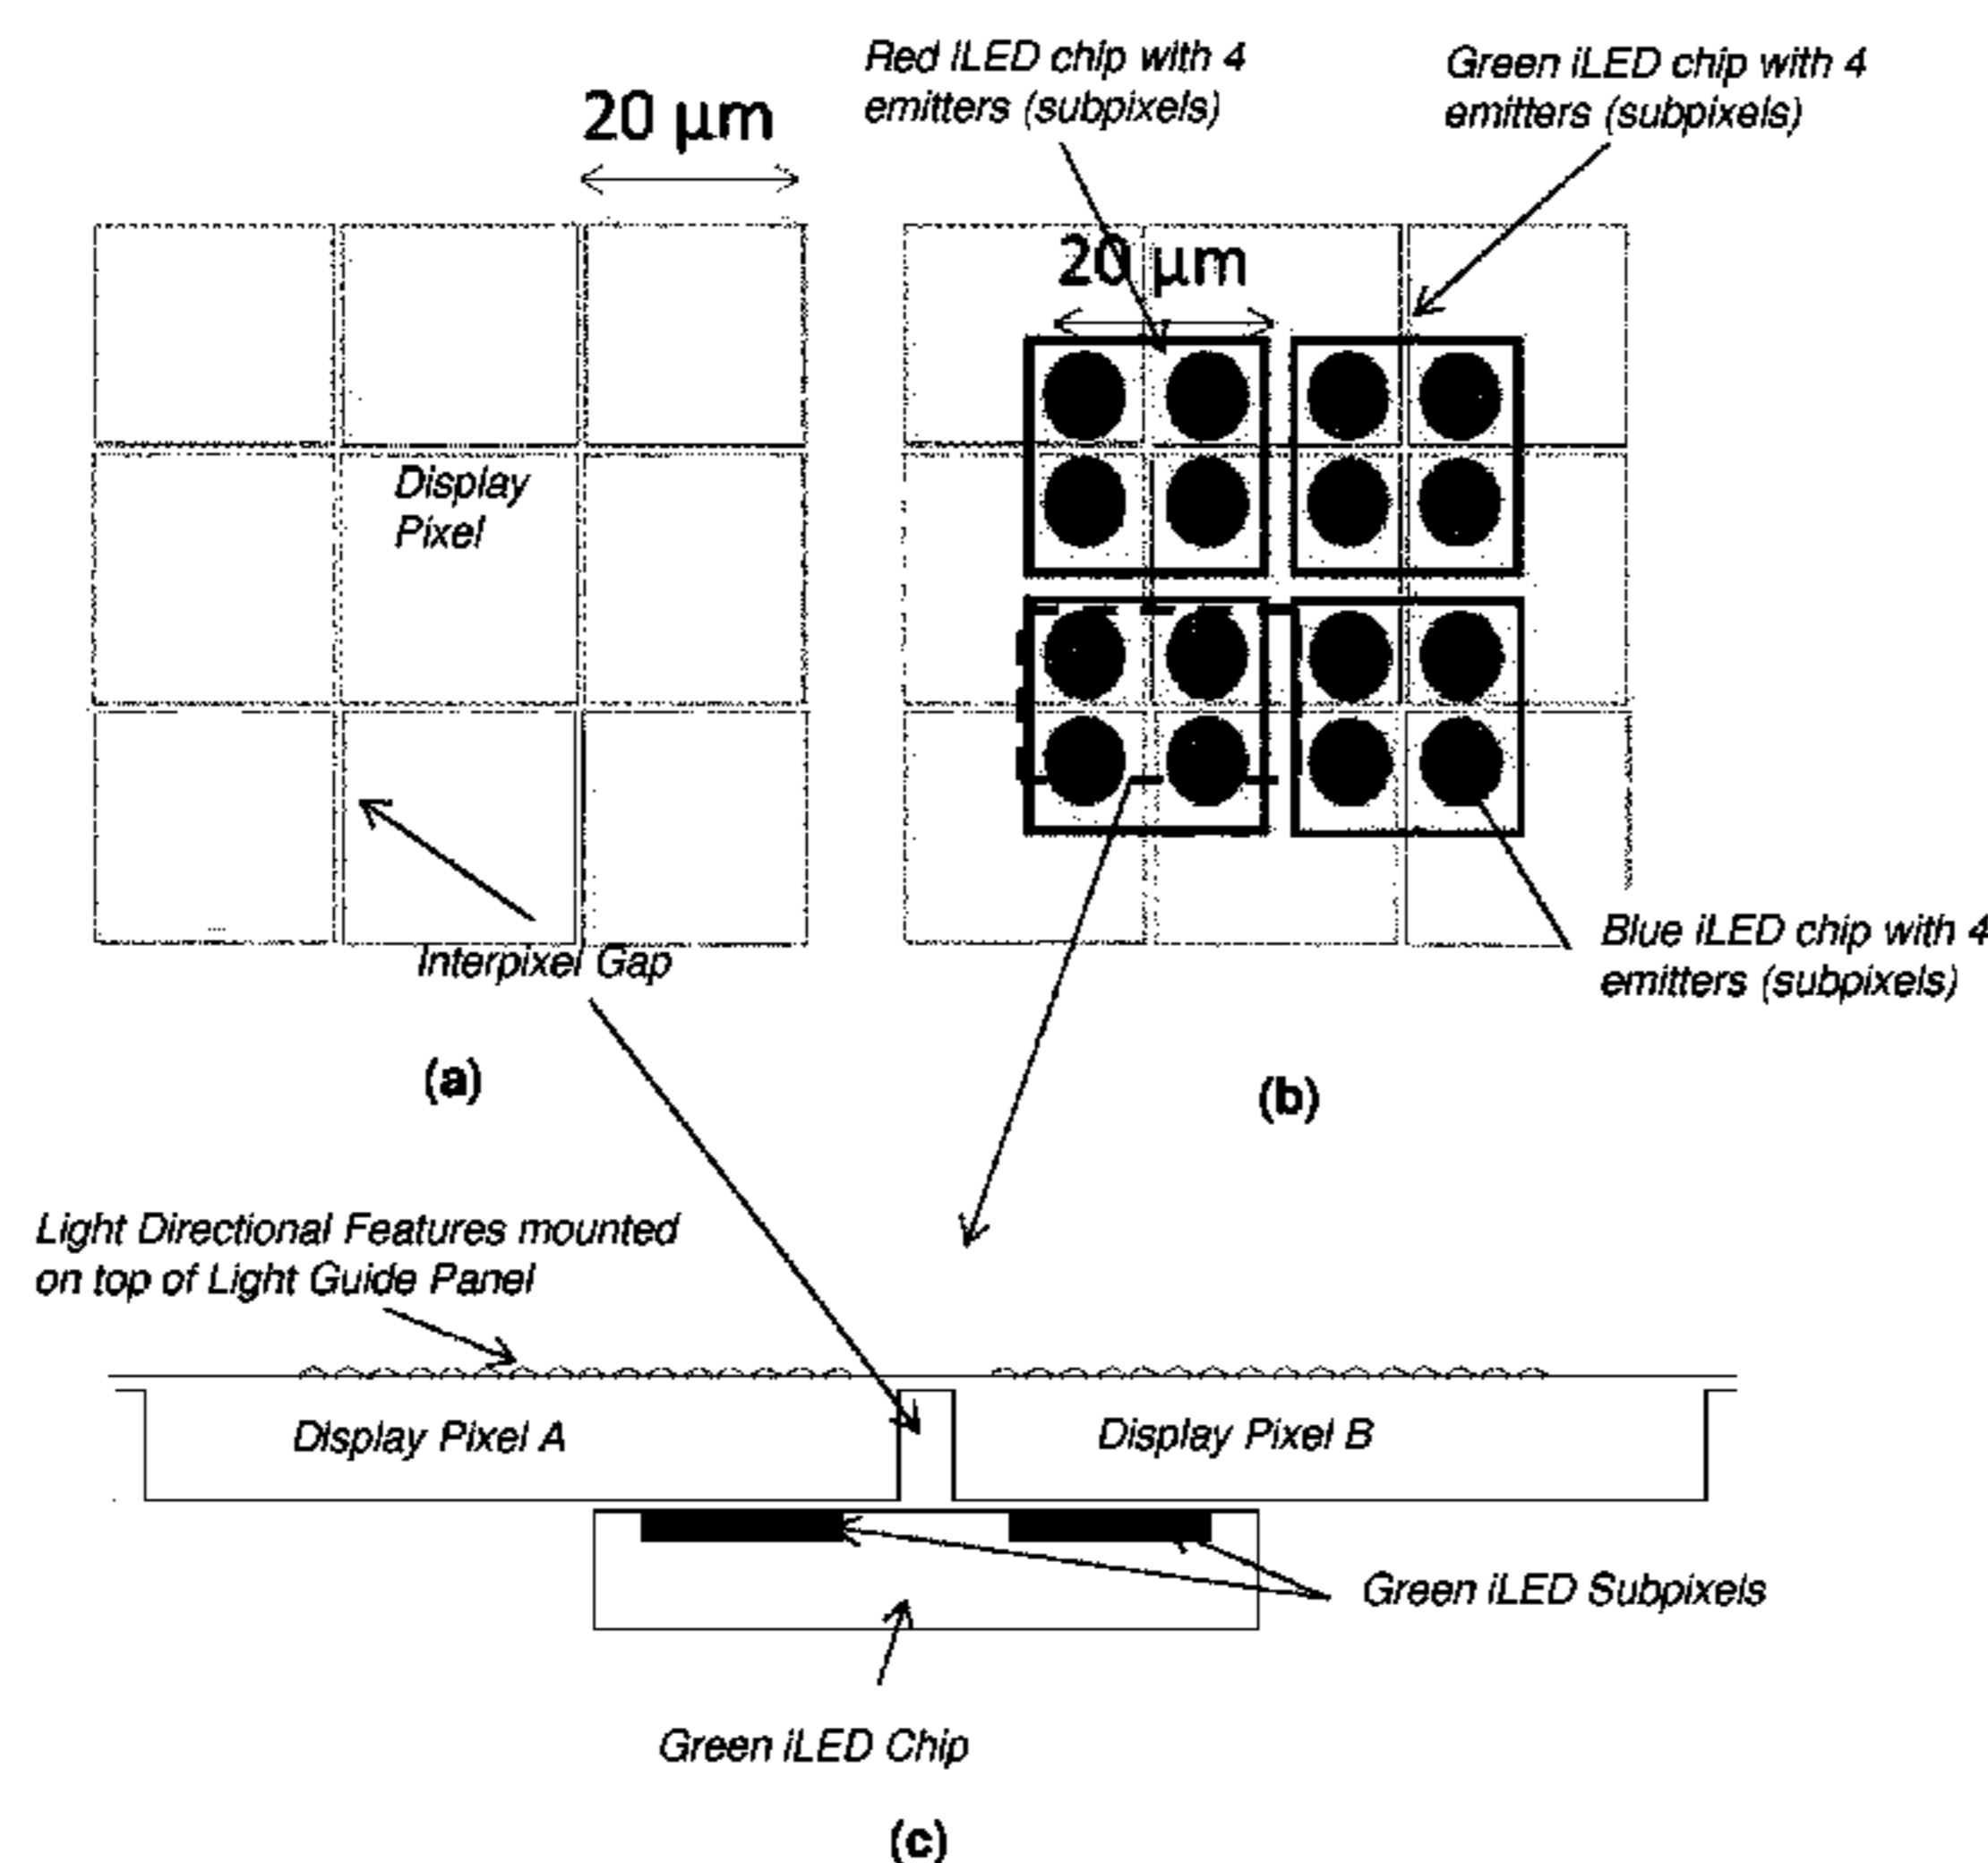 Red iLED chip with 4
emitters (subpixels)
Green iLED chip with 4
emitters (subpixels)
20 µm
20 µm
Display
Pixel
Interpixel Gap
Blue iLED chip with 4
emitters (subpixels)
(a)
(b)
Light Directional Features mounted
on top of Light Guide Panel
Display Pixel A
Display Pixel B
Green iLED Subpixels
Green iLED Chip
(c)